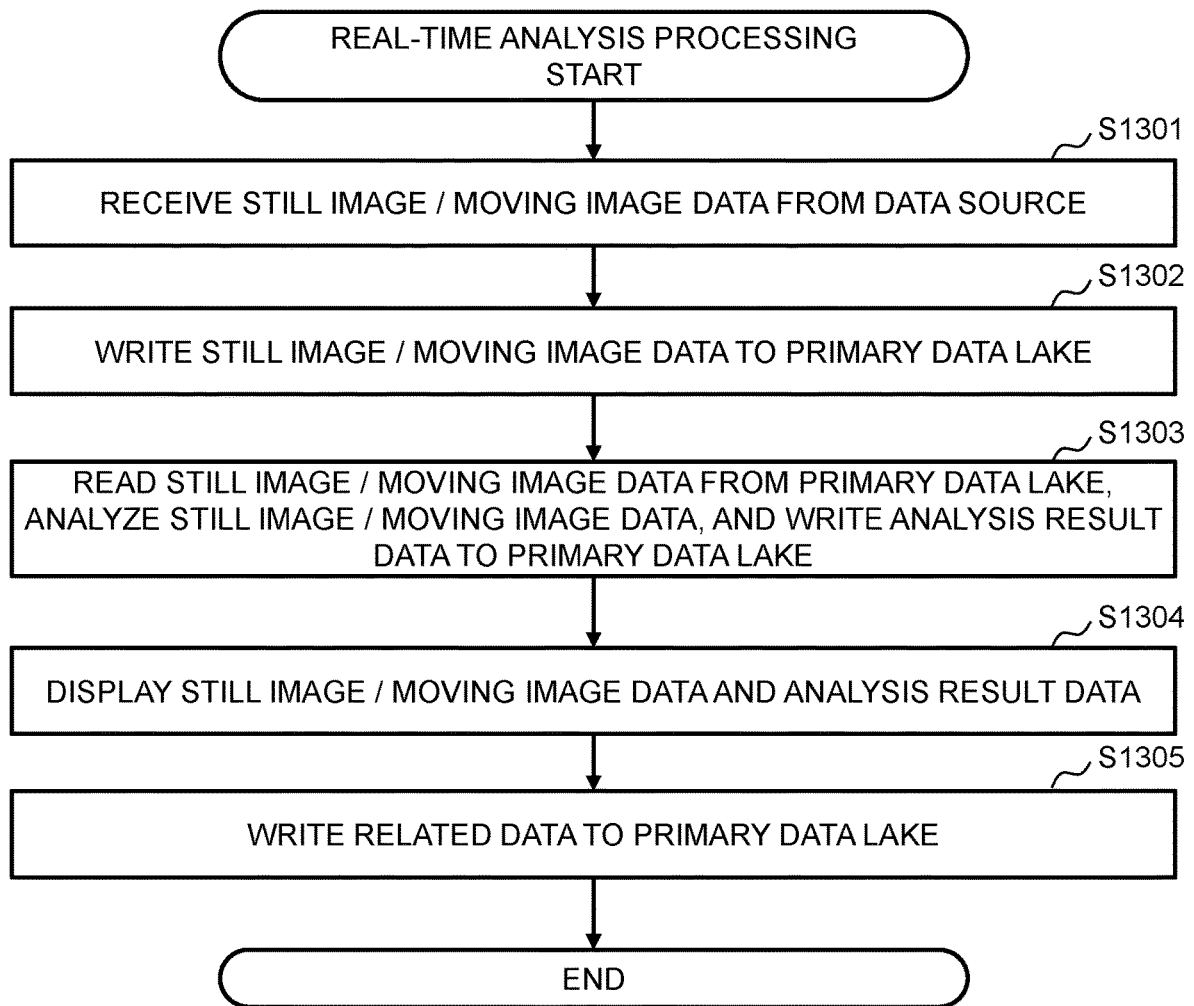 REAL-TIME ANALYSIS PROCESSING
START
S1301
RECEIVE STILL IMAGE / MOVING IMAGE DATA FROM DATA SOURCE
S1302
WRITE STILL IMAGE / MOVING IMAGE DATA TO PRIMARY DATA LAKE
S1303
READ STILL IMAGE / MOVING IMAGE DATA FROM PRIMARY DATA LAKE,
ANALYZE STILL IMAGE / MOVING IMAGE DATA, AND WRITE ANALYSIS RESULT
DATA TO PRIMARY DATA LAKE
S1304
DISPLAY STILL IMAGE / MOVING IMAGE DATA AND ANALYSIS RESULT DATA
S1305
WRITE RELATED DATA TO PRIMARY DATA LAKE
END